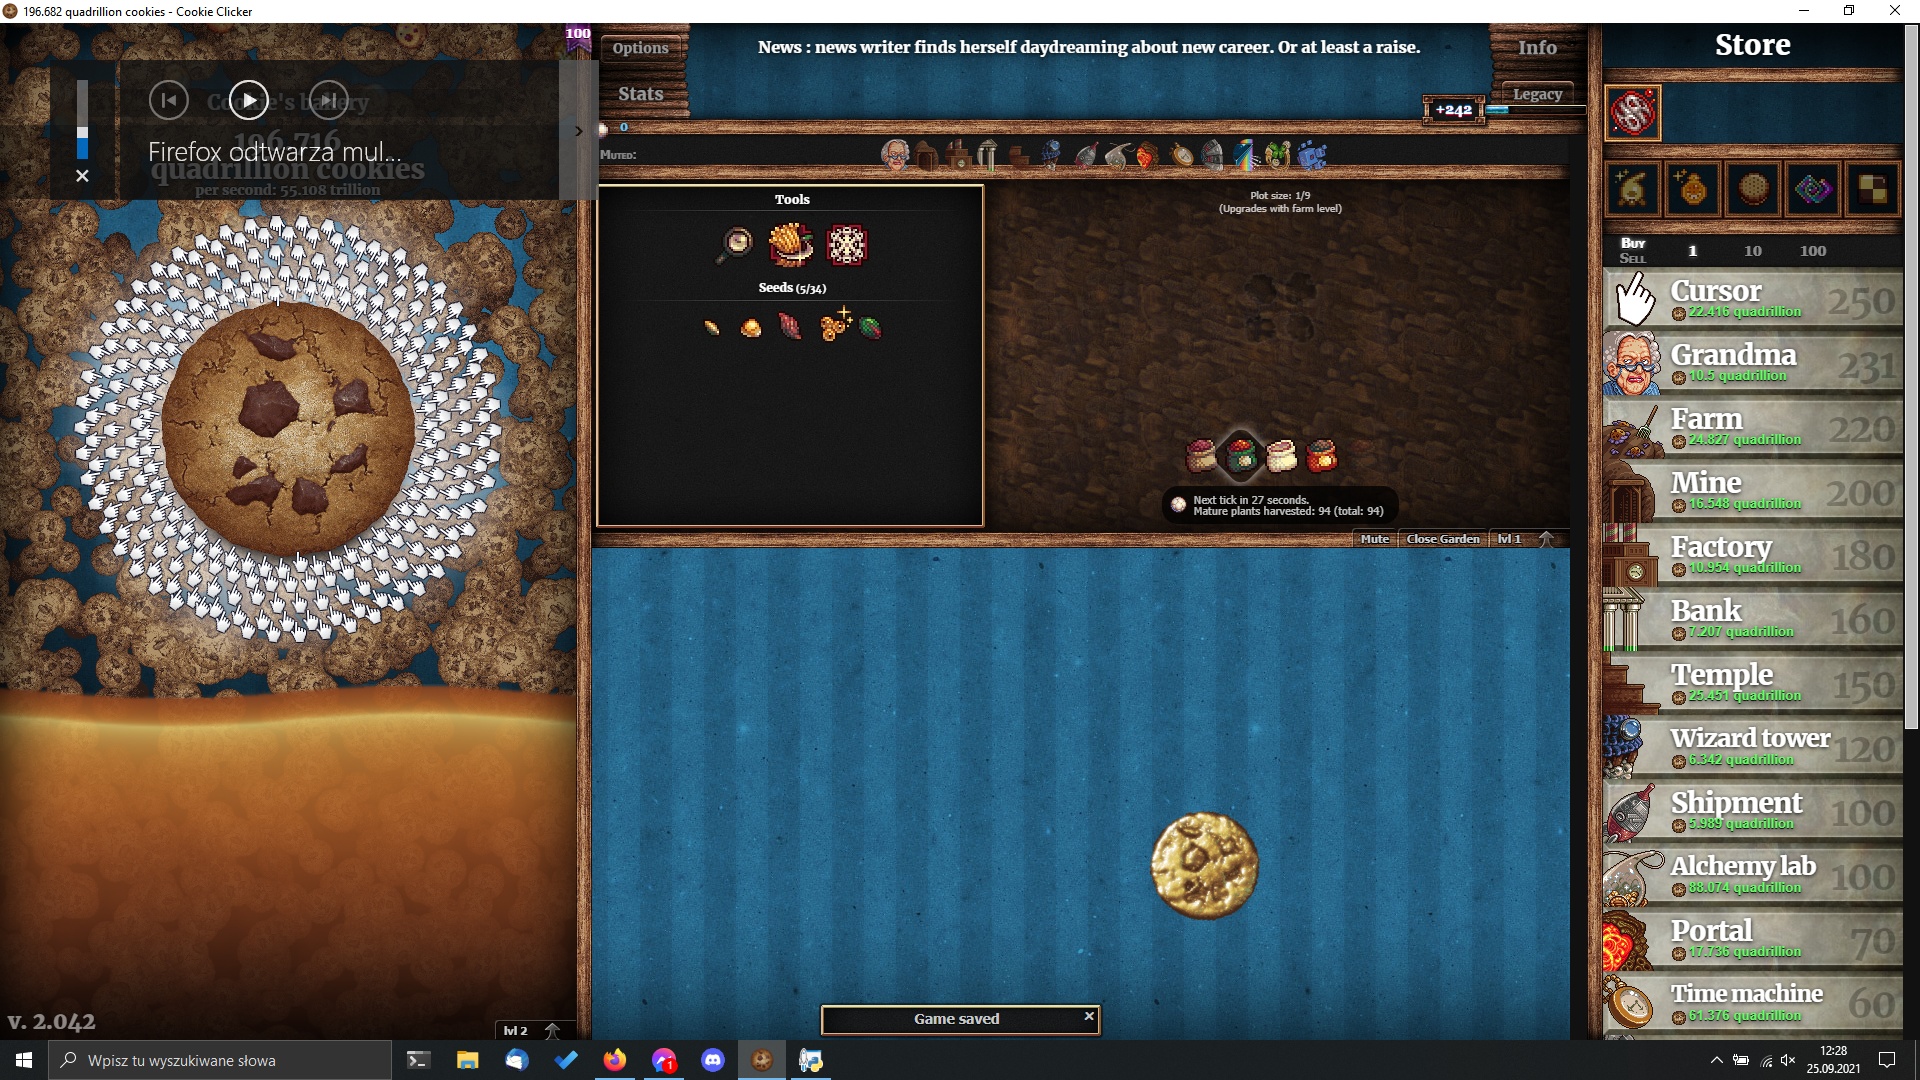 196.682 quadrillion cookies - Cookie Clicker
100
Cookie's bakery
196.716
quadrillion cookies
per second: 55.108 trillion
Firefox odtwarza mul...
Options
Stats
News : news writer finds herself daydreaming about new career. Or at least a raise.
Info
Legacy
+242
0
Muted:
Tools
Seeds (5/34)
Plot size: 1/9
(Upgrades with farm level)
Next tick in 27 seconds.
Mature plants harvested: 94 (total: 94)
Mute
Close Garden
lvl 1
Store
Buy
Sell
1
10
100
Cursor
22.416 quadrillion
250
Grandma
10.5 quadrillion
231
Farm
24.827 quadrillion
220
Mine
16.548 quadrillion
200
Factory
10.954 quadrillion
180
Bank
7.207 quadrillion
160
Temple
25.451 quadrillion
150
Wizard tower
6.342 quadrillion
120
Shipment
5.989 quadrillion
100
Alchemy lab
88.074 quadrillion
100
Portal
17.736 quadrillion
70
Time machine
61.376 quadrillion
60
Game saved
v. 2.042
lvl 2
Wpisz tu wyszukiwane słowa
1
12:28
25.09.2021